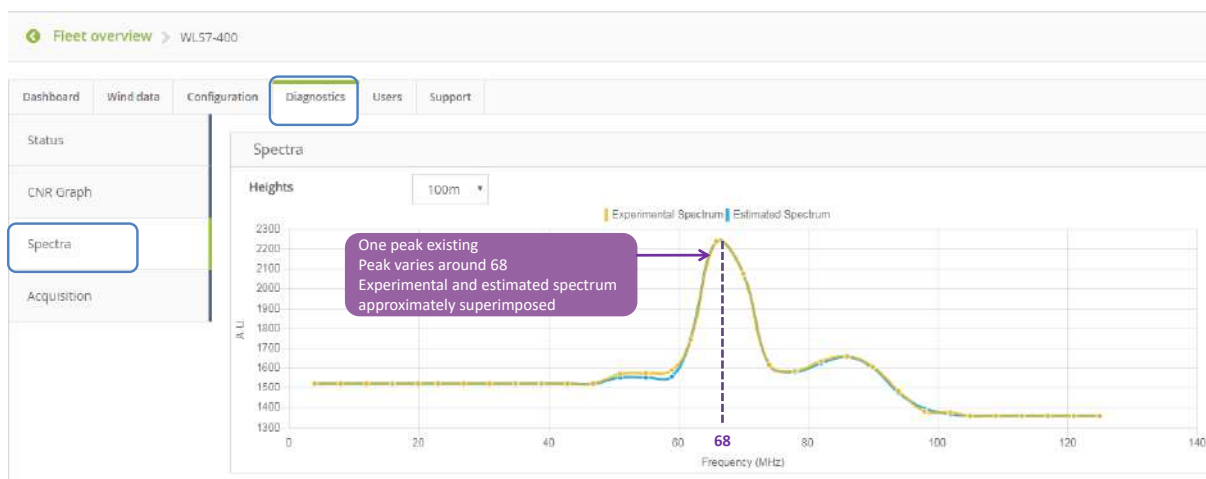 Fleet overview > WLS7-400
Dashboard Wind data Configuration Diagnostics Users Support
Status
CNR Graph
Spectra
Acquisition
Spectra
Heights 100m
Experimental Spectrum Estimated Spectrum
2300
2200
2100
2000
1900
1800
1700
1600
1500
1400
1300
A.U.
One peak existing
Peak varies around 68
Experimental and estimated spectrum
approximately superimposed
0 20 40 60 68 80 100 120 140
Frequency (MHz)